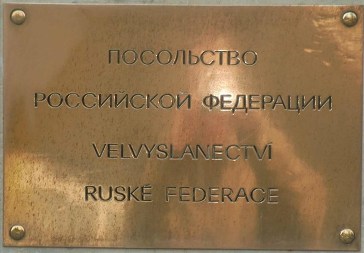 ПОСОЛЬСТВО
РОССИЙСКОЙ ФЕДЕРАЦИИ
VELVYSLANECTVÍ
RUSKÉ FEDERACE